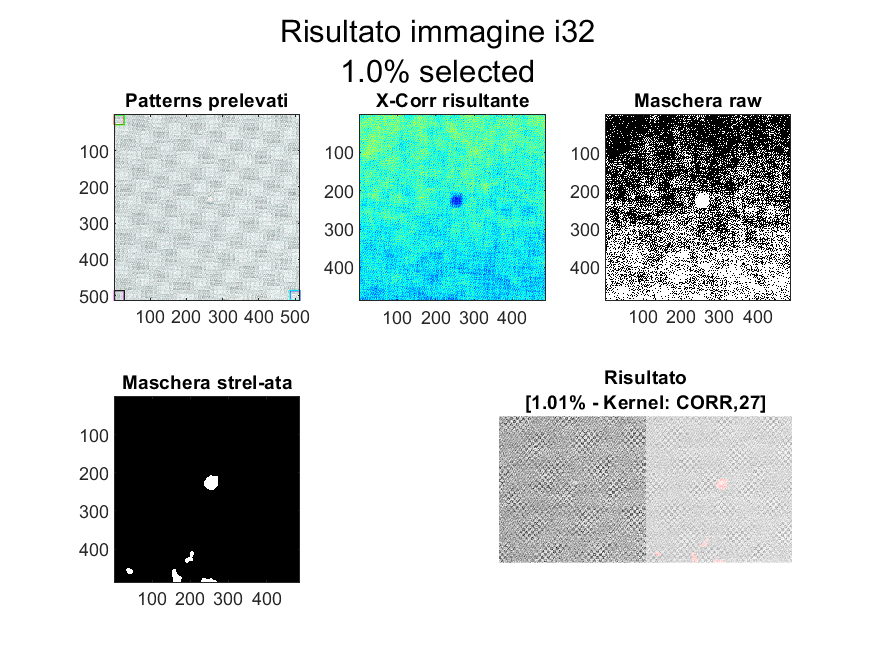 Risultato immagine i32
1.0% selected
Patterns prelevati
100
200
300
400
500
100 200 300 400 500
X-Corr risultante
100
200
300
400
100 200 300 400
Maschera raw
100
200
300
400
100 200 300 400
Maschera strel-ata
100
200
300
400
100 200 300 400
Risultato
[1.01% - Kernel: CORR,27]